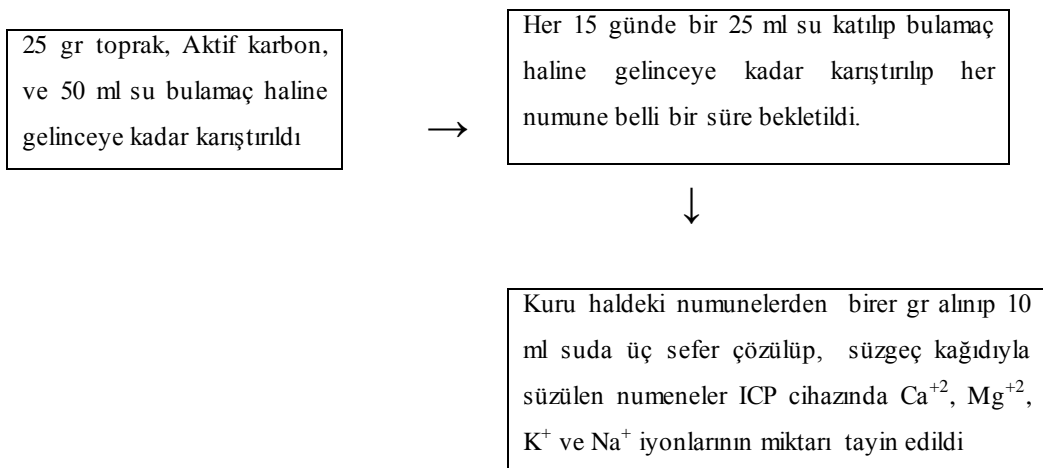 25 gr toprak, Aktif karbon,
ve 50 ml su bulamaç haline
gelinceye kadar karıştırıldı
→
Her 15 günde bir 25 ml su katılıp bulamaç
haline gelinceye kadar karıştırılıp her
numune belli bir süre bekletildi.
↓
Kuru haldeki numunelerden birer gr alınıp 10
ml suda üç sefer çözülüp, süzgeç kağıdıyla
süzülen numeneler ICP cihazında Ca⁺², Mg⁺²,
K⁺ ve Na⁺ iyonlarının miktarı tayin edildi